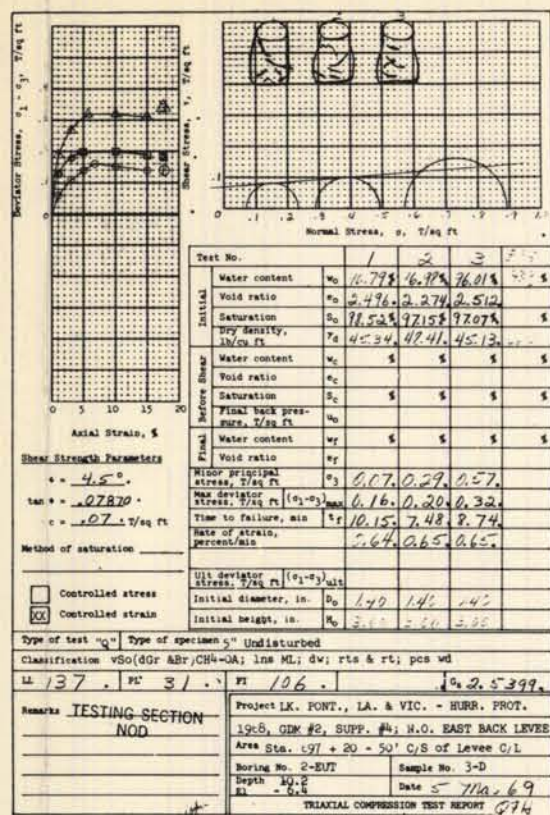 Deviator Stress, σ1 - σ3, T/sq ft
Shear Stress, τ, T/sq ft
0 5 10 15 20
Axial Strain, %
.1
0 .1 .2 .3 .4 .5 .6 .7 .8 .9 1.0
Normal Stress, σ, T/sq ft
Shear Strength Parameters
φ = 4.5°
tan φ = .07870
c = .07 T/sq ft
Method of saturation
Controlled stress
XX Controlled strain
Test No. 1 2 3
Initial
Water content w0 % % %
Void ratio e0 2.496 2.274 2.512
Saturation S0 98.52% 97.15% 97.07%
Dry density, lb/cu ft γd 45.34 49.41 45.13
Before Shear
Water content wc % % % %
Void ratio ec
Saturation Sc % % % %
Final back pressure, T/sq ft u0
Final
Water content wf % % % %
Void ratio ef
Minor principal stress, T/sq ft σ3 0.07 0.29 0.57
Max deviator stress, T/sq ft (σ1-σ3)max 0.16 0.20 0.32
Time to failure, min tf 10.15 7.48 8.74
Rate of strain, percent/min 0.64 0.65 0.65
Ult deviator stress, T/sq ft (σ1-σ3)ult
Initial diameter, in. D0 1.40 1.40 1.40
Initial height, in. H0 3.00 3.00 3.00
Type of test "Q" Type of specimen 5" Undisturbed
Classification vSo(dGr &Br)CH4-OA; lns ML; dw; rts & rt; pcs wd
LL 137 PL 31 PI 106 Gs 2.5399
Remarks TESTING SECTION
NOD
Project LK. PONT., LA. & VIC. - HURR. PROT.
1968, GDM #2, SUPP. #4; N.O. EAST BACK LEVEE
Area Sta. 697 + 20 - 50' C/S of Levee C/L
Boring No. 2-EUT Sample No. 3-D
Depth 10.2
El - 6.4
Date 5 Mar. 69
TRIAXIAL COMPRESSION TEST REPORT